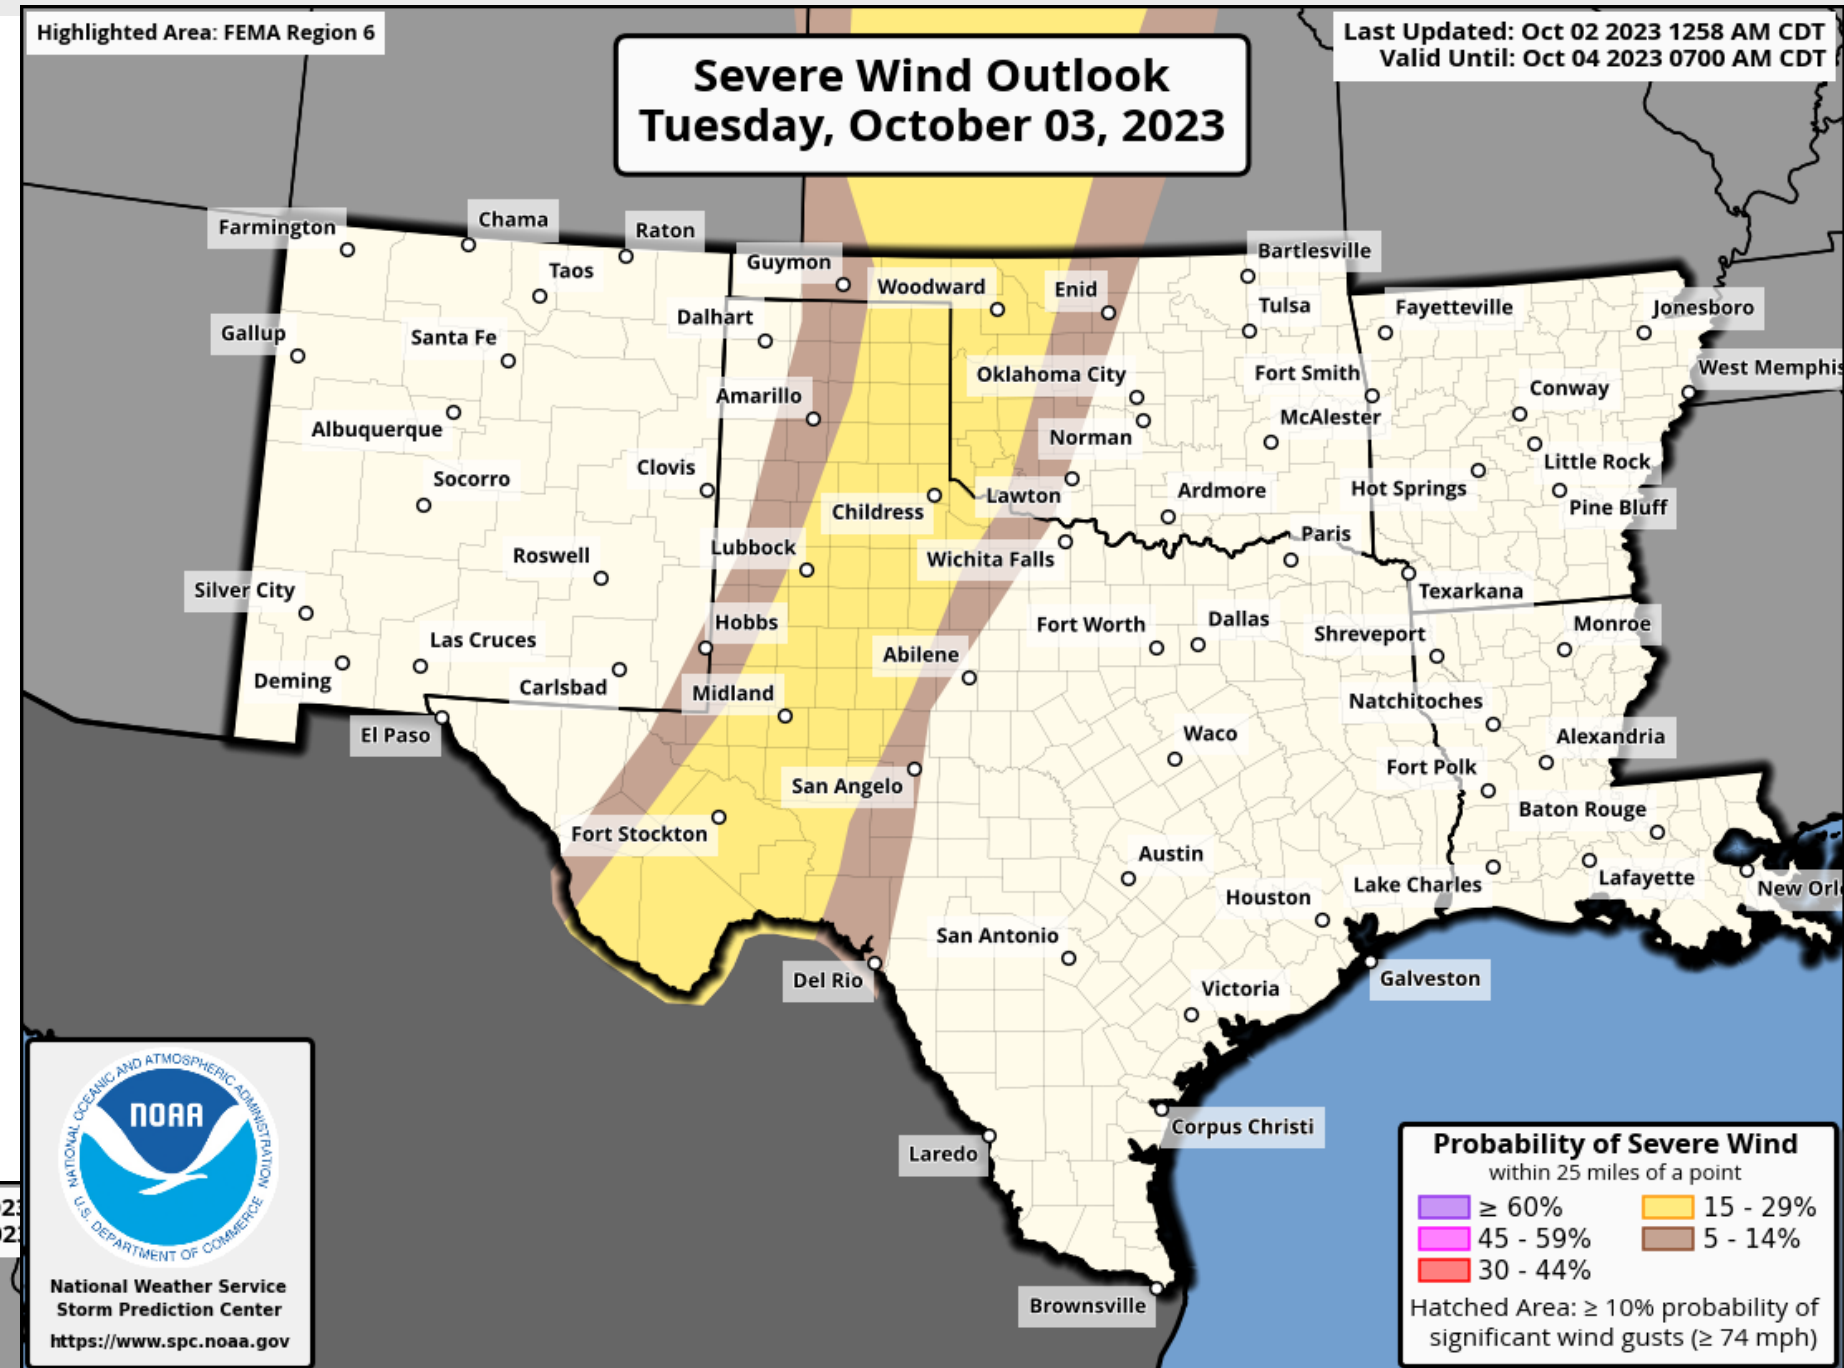 Highlighted Area: FEMA Region 6
Last Updated: Oct 02 2023 1258 AM CDT
Valid Until: Oct 04 2023 0700 AM CDT
Severe Wind Outlook
Tuesday, October 03, 2023
Farmington
Chama
Raton
Taos
Guymon
Woodward
Enid
Bartlesville
Gallup
Santa Fe
Dalhart
Tulsa
Fayetteville
Jonesboro
Albuquerque
Amarillo
Oklahoma City
Fort Smith
Conway
West Memphis
Norman
McAlester
Socorro
Clovis
Childress
Lawton
Ardmore
Hot Springs
Little Rock
Pine Bluff
Roswell
Lubbock
Wichita Falls
Paris
Silver City
Texarkana
Las Cruces
Hobbs
Abilene
Fort Worth
Dallas
Shreveport
Monroe
Deming
Carlsbad
Midland
Natchitoches
El Paso
Waco
Alexandria
San Angelo
Fort Polk
Fort Stockton
Baton Rouge
Austin
Houston
Lake Charles
Lafayette
New Orl
San Antonio
Del Rio
Victoria
Galveston
Corpus Christi
Laredo
Brownsville
NATIONAL OCEANIC AND ATMOSPHERIC ADMINISTRATION
NOAA
U.S. DEPARTMENT OF COMMERCE
National Weather Service
Storm Prediction Center
https://www.spc.noaa.gov
Probability of Severe Wind
within 25 miles of a point
≥ 60%
15 - 29%
45 - 59%
5 - 14%
30 - 44%
Hatched Area: ≥ 10% probability of
significant wind gusts (≥ 74 mph)